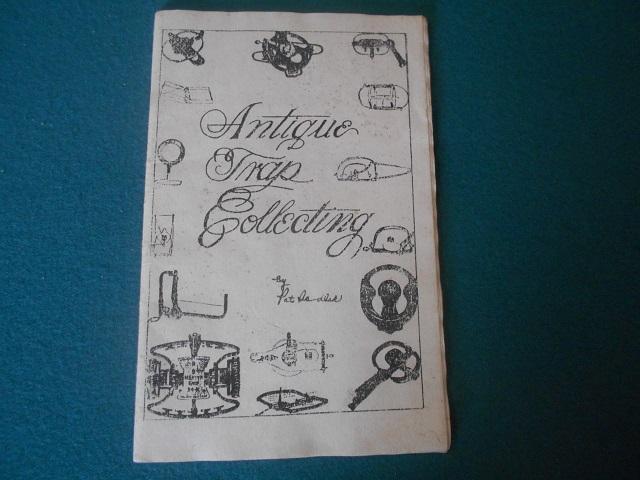 Antique
Trap
Collecting
By
Pat